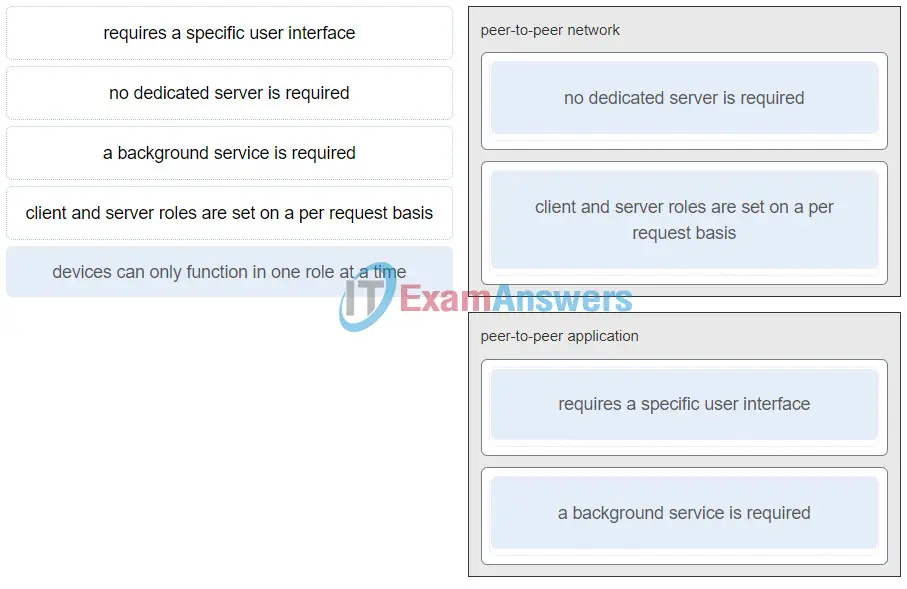 requires a specific user interface
no dedicated server is required
a background service is required
client and server roles are set on a per request basis
devices can only function in one role at a time
peer-to-peer network
no dedicated server is required
client and server roles are set on a per
request basis
ITExamAnswers
peer-to-peer application
requires a specific user interface
a background service is required